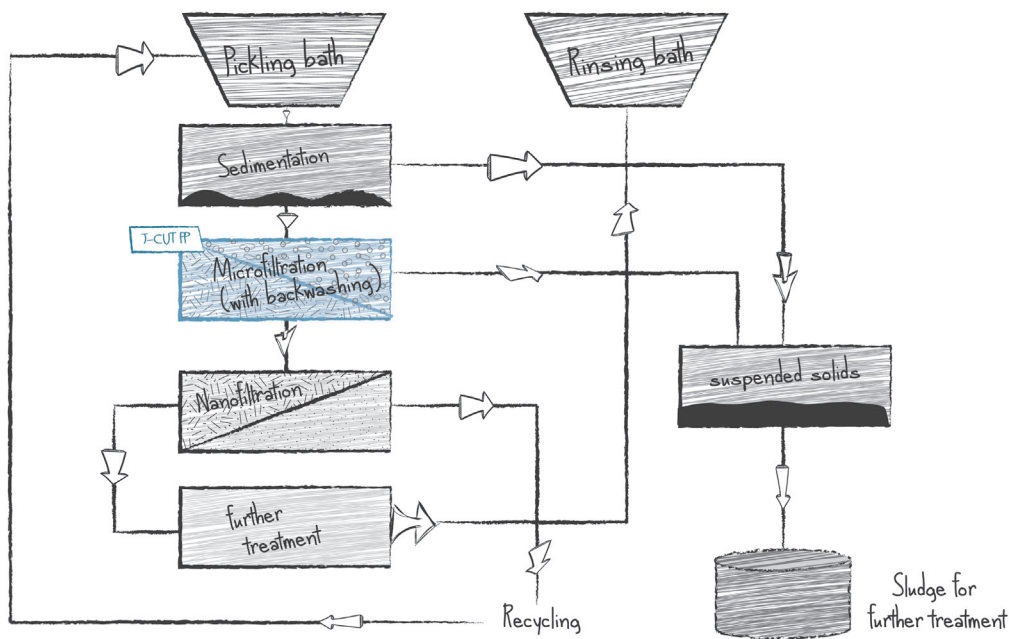 Pickling bath
Rinsing bath
Sedimentation
T-CUT FP
Microfiltration
(with backwashing)
Nanofiltration
suspended solids
further
treatment
Sludge for
further treatment
Recycling